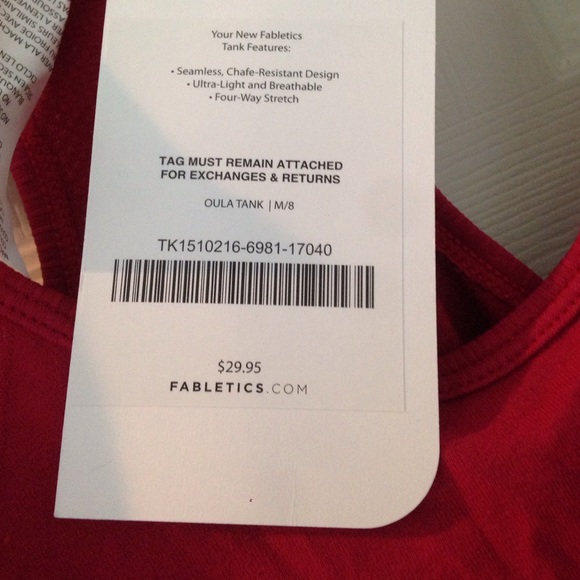 Your New Fabletics
Tank Features:
• Seamless, Chafe-Resistant Design
• Ultra-Light and Breathable
• Four-Way Stretch
TAG MUST REMAIN ATTACHED
FOR EXCHANGES & RETURNS
OULA TANK | M/8
TK1510216-6981-17040
$29.95
FABLETICS.COM